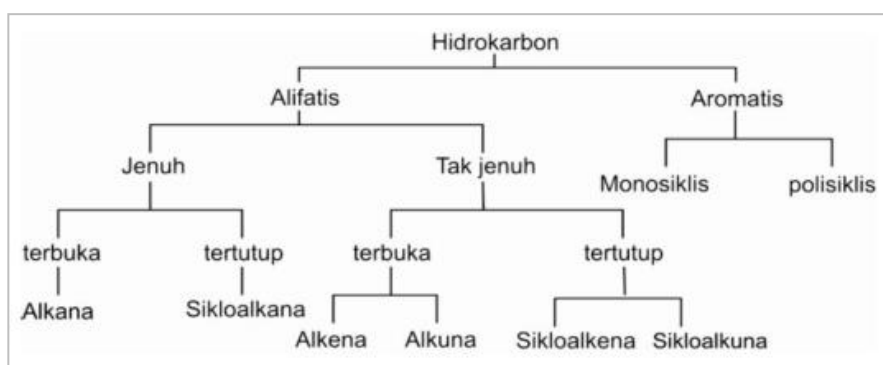 Hidrokarbon
Alifatis Aromatis
Jenuh Tak jenuh Monosiklis polisiklis
terbuka tertutup terbuka tertutup
Alkana Sikloalkana Alkena Alkuna Sikloalkena Sikloalkuna